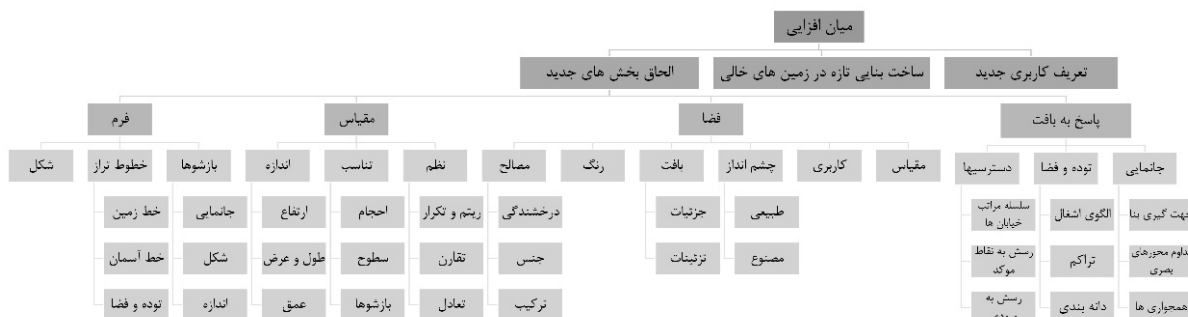 میان افزایی
تعریف کاربری جدید
ساخت بنایی تازه در زمین های خالی
الحاق بخش های جدید
پاسخ به بافت
فضا
مقیاس
فرم
جانمایی
توده و فضا
دسترسیها
مقیاس
کاربری
چشم انداز
بافت
رنگ
مصالح
نظم
تناسب
اندازه
بازشوها
خطوط تراز
شکل
جهت گیری بنا
الگوی اشغال
سلسله مراتب
خیابان ها
طبیعی
جزئیات
درخشندگی
ریتم و تکرار
احجام
ارتفاع
جانمایی
خط زمین
تداوم محورهای
بصری
تراکم
رسش به نقاط
موکد
مصنوع
تزئینات
جنس
تقارن
سطوح
طول و عرض
شکل
خط آسمان
همجواری ها
دانه بندی
رسش به
ترکیب
تعادل
بازشوها
عمق
اندازه
توده و فضا